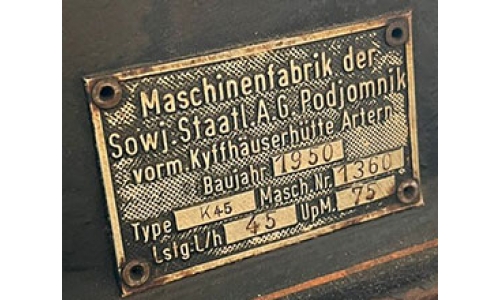 Maschinenfabrik der
Sowj.Staatl.A.G.Podjomnik
vorm.Kyffhäuserhütte Artern
Baujahr 1950
Type K45 Masch.Nr. 1360
Lstg.L/h 45 UpM. 75